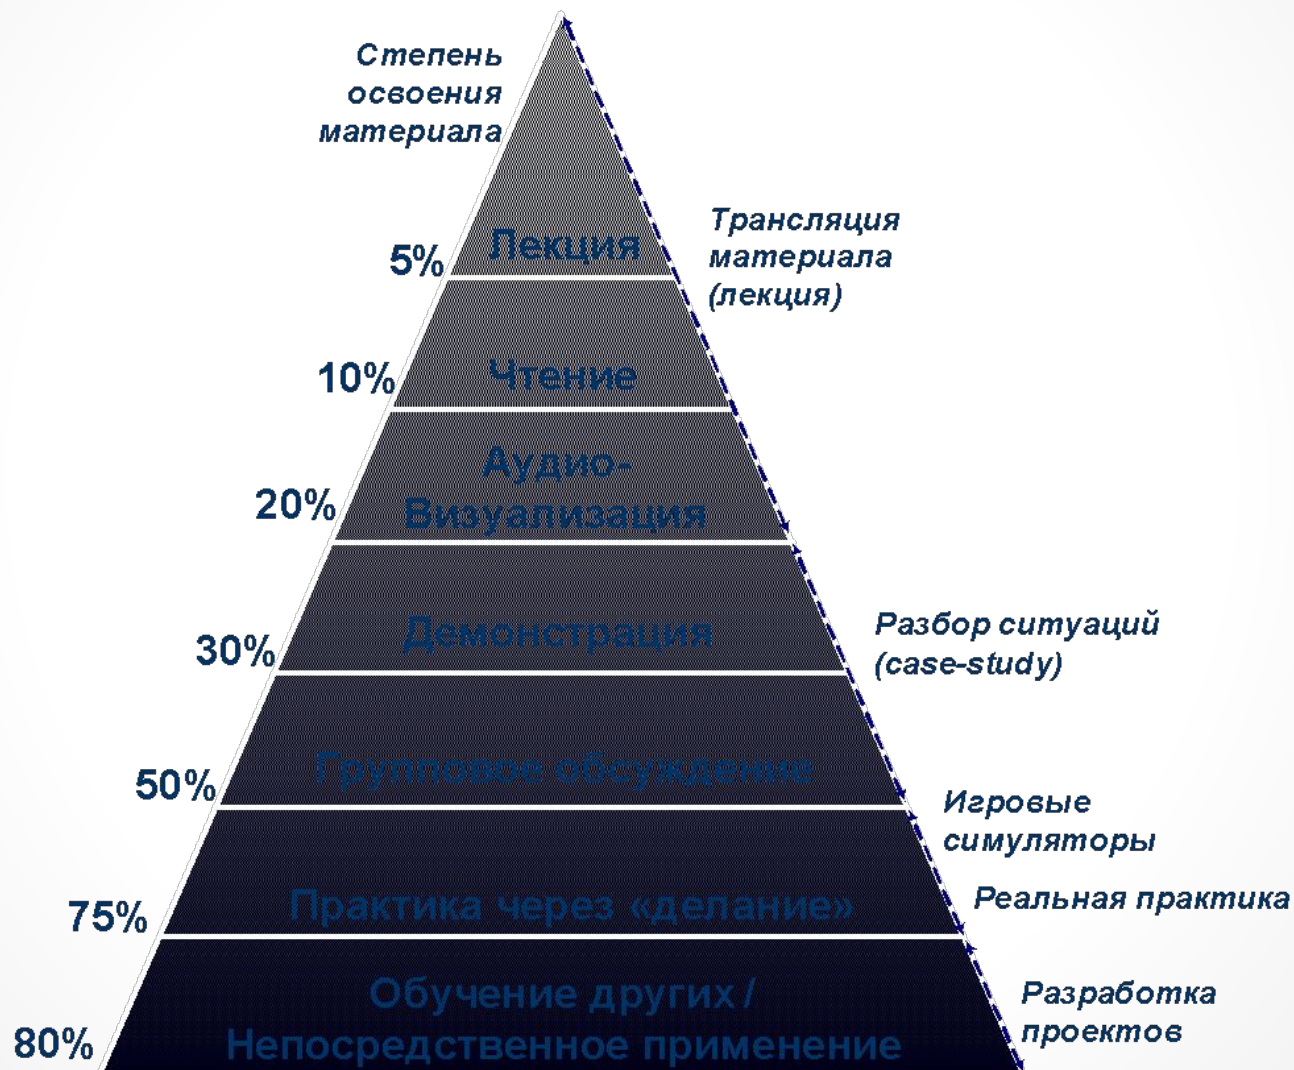 Степень
освоения
материала
Трансляция
материала
(лекция)
5%
Лекция
10%
Чтение
20%
Аудио-
Визуализация
30%
Демонстрация
Разбор ситуаций
(case-study)
50%
Групповое обсуждение
Игровые
симуляторы
75%
Практика через «делание»
Реальная практика
80%
Обучение других /
Непосредственное применение
Разработка
проектов